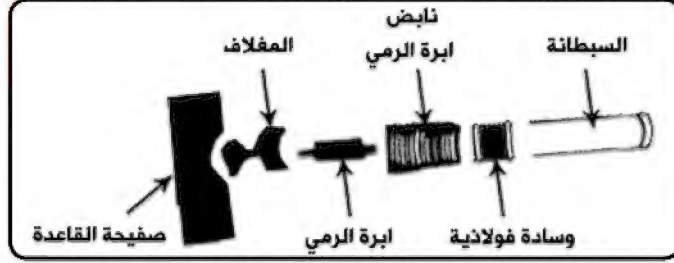 نابض
ابرة الرمي
السبطانة
المغلاف
وسادة فولاذية
ابرة الرمي
صفيحة القاعدة